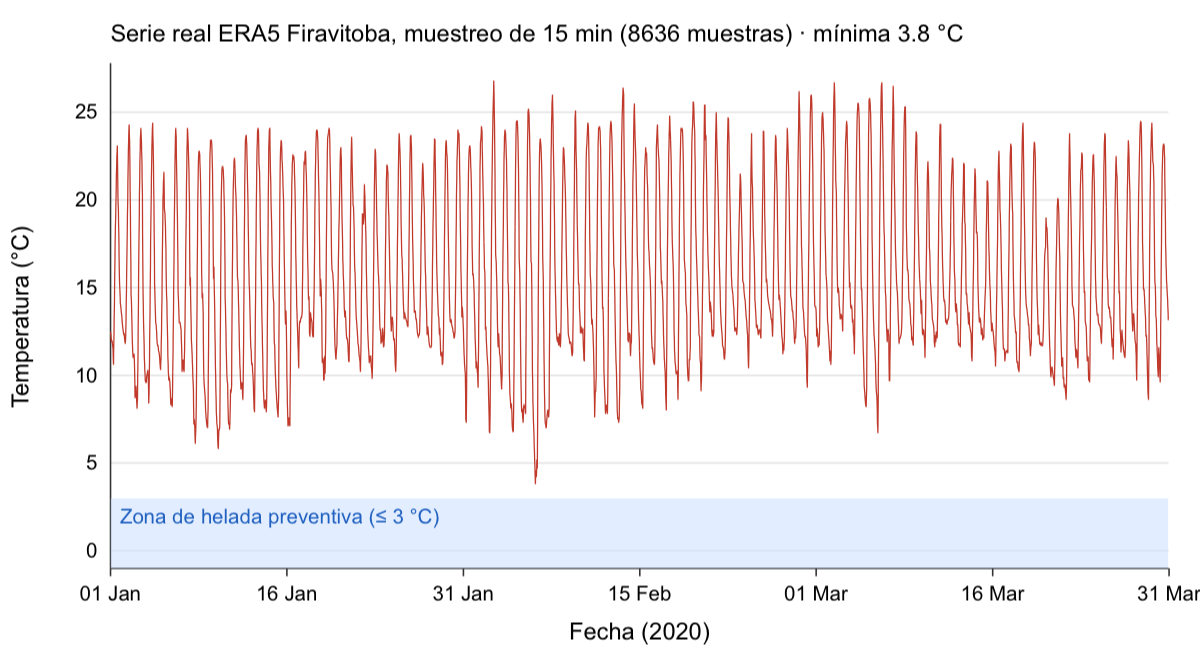 Serie real ERA5 Firavitoba, muestreo de 15 min (8636 muestras) · mínima 3.8 °C
Temperatura (°C)
25
20
15
10
5
0
Zona de helada preventiva (≤ 3 °C)
01 Jan
16 Jan
31 Jan
15 Feb
01 Mar
16 Mar
31 Mar
Fecha (2020)